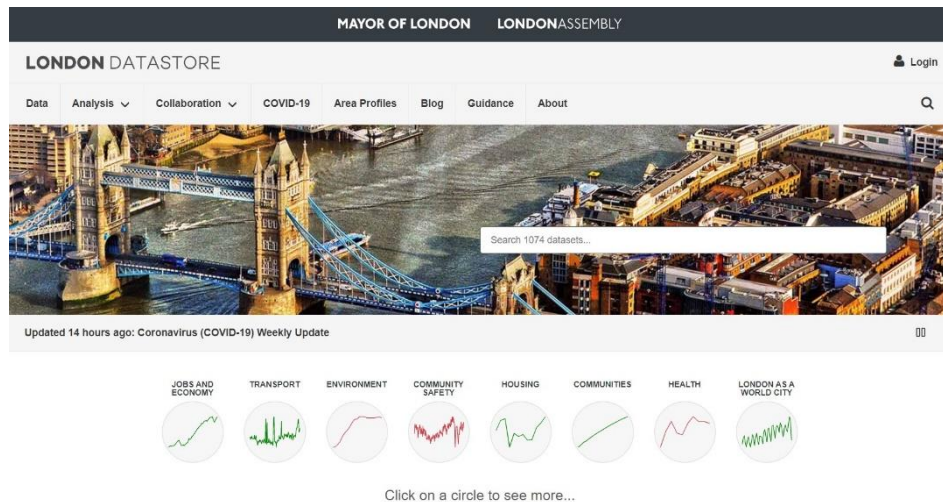 MAYOR OF LONDON LONDONASSEMBLY
LONDON DATASTORE
Login
Data Analysis Collaboration COVID-19 Area Profiles Blog Guidance About
Search 1074 datasets...
Updated 14 hours ago: Coronavirus (COVID-19) Weekly Update
JOBS AND
ECONOMY
TRANSPORT
ENVIRONMENT
COMMUNITY
SAFETY
HOUSING
COMMUNITIES
HEALTH
LONDON AS A
WORLD CITY
Click on a circle to see more...